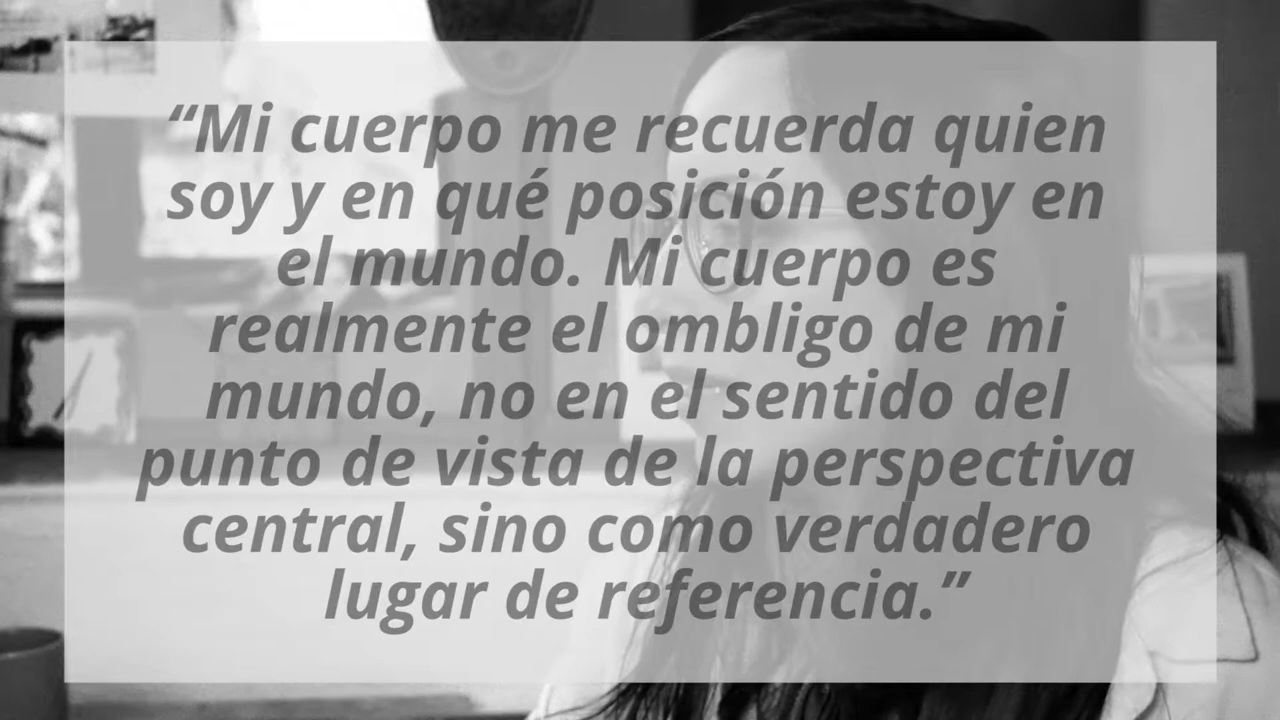 “Mi cuerpo me recuerda quien
soy y en qué posición estoy en
el mundo. Mi cuerpo es
realmente el ombligo de mi
mundo, no en el sentido del
punto de vista de la perspectiva
central, sino como verdadero
lugar de referencia.”